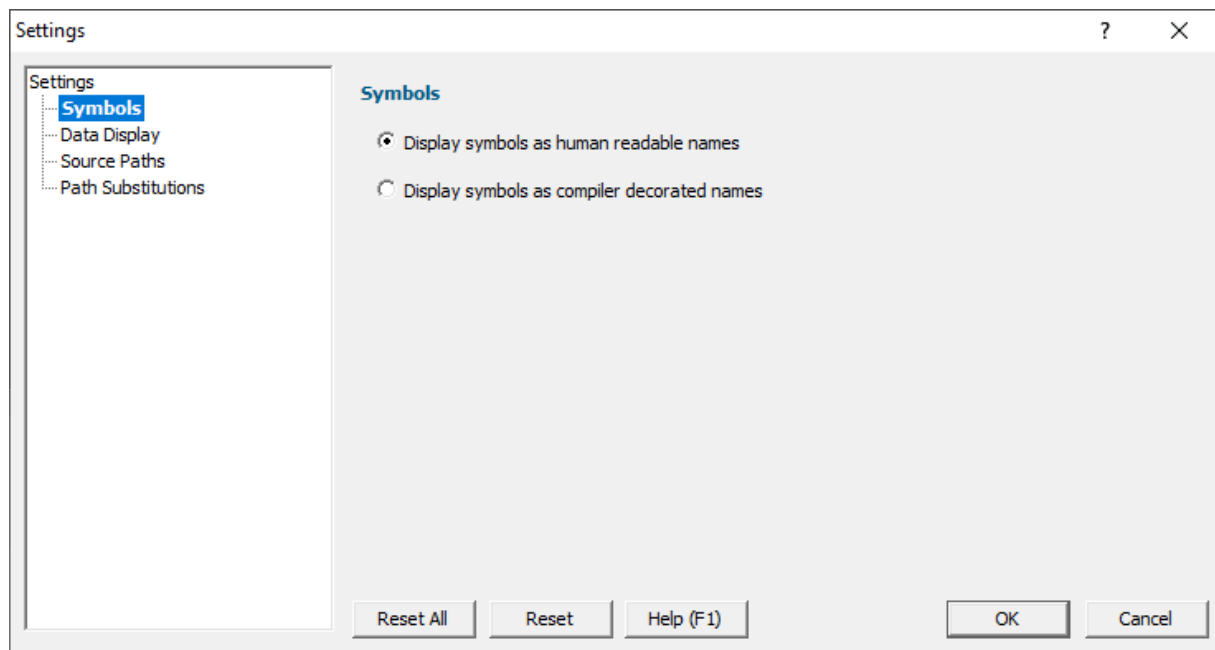 Settings
?
Settings
Symbols
Data Display
Source Paths
Path Substitutions
Symbols
Display symbols as human readable names
Display symbols as compiler decorated names
Reset All
Reset
Help (F1)
OK
Cancel